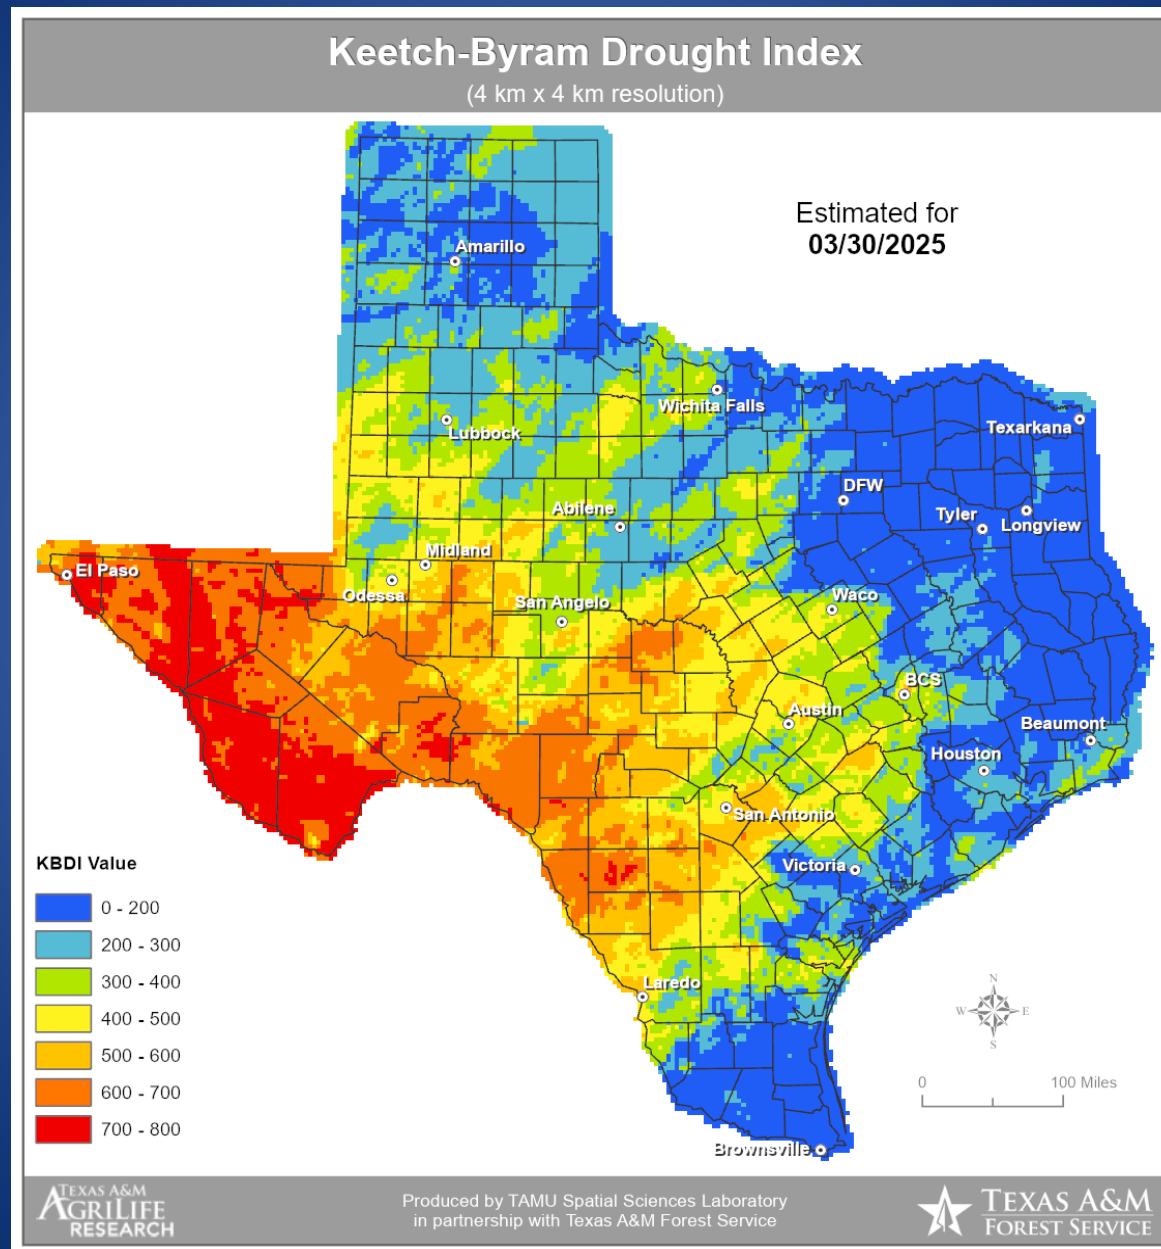 Keetch-Byram Drought Index
(4 km x 4 km resolution)
Estimated for
03/30/2025
Amarillo
Wichita Falls
Lubbock
Texarkana
DFW
Abilene
Tyler
Longview
Midland
El Paso
Odessa
San Angelo
Waco
BCS
Austin
Beaumont
Houston
San Antonio
Victoria
Laredo
Brownsville
KBDI Value
0 - 200
200 - 300
300 - 400
400 - 500
500 - 600
600 - 700
700 - 800
N
W E
S
0 100 Miles
TEXAS A&M
AGRILIFE
RESEARCH
Produced by TAMU Spatial Sciences Laboratory
in partnership with Texas A&M Forest Service
TEXAS A&M
FOREST SERVICE